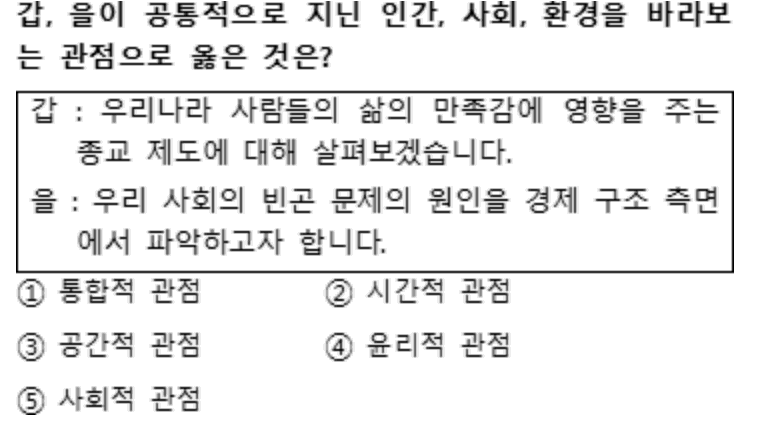 갑, 을이 공통적으로 지닌 인간, 사회, 환경을 바라보
는 관점으로 옳은 것은?
갑 : 우리나라 사람들의 삶의 만족감에 영향을 주는
종교 제도에 대해 살펴보겠습니다.
을 : 우리 사회의 빈곤 문제의 원인을 경제 구조 측면
에서 파악하고자 합니다.
① 통합적 관점 ② 시간적 관점
③ 공간적 관점 ④ 윤리적 관점
⑤ 사회적 관점